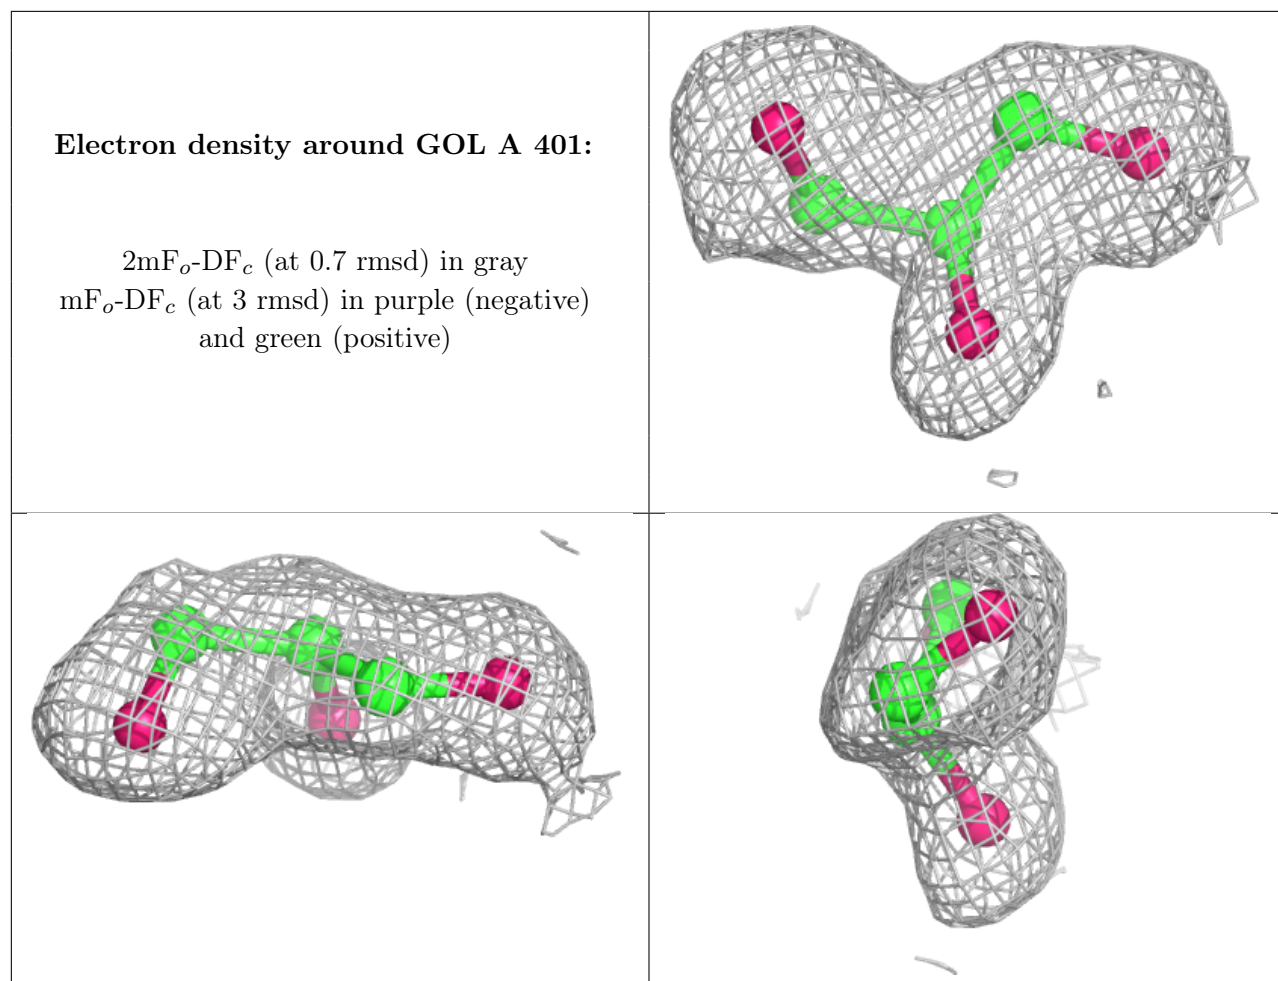 Electron density around GOL A 401:
2mFo-DFc (at 0.7 rmsd) in gray
mFo-DFc (at 3 rmsd) in purple (negative)
and green (positive)